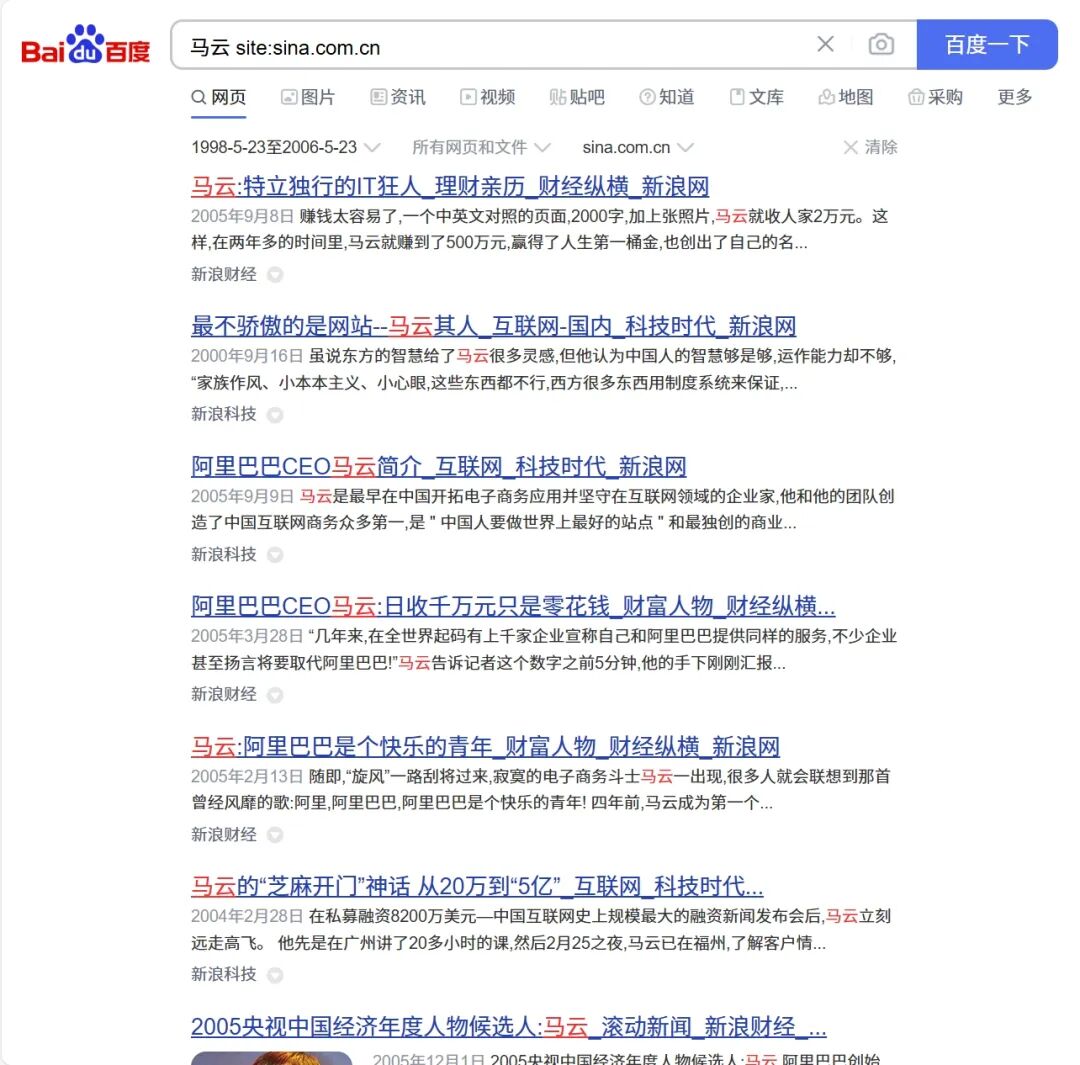 Bai du 百度
马云 site:sina.com.cn
百度一下
网页 图片 资讯 视频 贴吧 知道 文库 地图 采购 更多
1998-5-23至2006-5-23 所有网页和文件 sina.com.cn 清除
马云:特立独行的IT狂人_理财亲历_财经纵横_新浪网
2005年9月8日 赚钱太容易了,一个中英文对照的页面,2000字,加上张照片,马云就收人家2万元。这
样,在两年多的时间里,马云就赚到了500万元,赢得了人生第一桶金,也创出了自己的名...
新浪财经
最不骄傲的是网站--马云其人_互联网-国内_科技时代_新浪网
2000年9月16日 虽说东方的智慧给了马云很多灵感,但他认为中国人的智慧够是够,运作能力却不够,
“家族作风、小本本主义、小心眼,这些东西都不行,西方很多东西用制度系统来保证,...
新浪科技
阿里巴巴CEO马云简介_互联网_科技时代_新浪网
2005年9月9日 马云是最早在中国开拓电子商务应用并坚守在互联网领域的企业家,他和他的团队创
造了中国互联网商务众多第一,是 " 中国人要做世界上最好的站点 " 和最独创的商业...
新浪科技
阿里巴巴CEO马云:日收千万元只是零花钱_财富人物_财经纵横...
2005年3月28日 “几年来,在全世界起码有上千家企业宣称自己和阿里巴巴提供同样的服务,不少企业
甚至扬言将要取代阿里巴巴!”马云告诉记者这个数字之前5分钟,他的手下刚刚汇报...
新浪财经
马云:阿里巴巴是个快乐的青年_财富人物_财经纵横_新浪网
2005年2月13日 随即,“旋风”一路刮将过来,寂寞的电子商务斗士马云一出现,很多人就会联想到那首
曾经风靡的歌:阿里,阿里巴巴,阿里巴巴是个快乐的青年! 四年前,马云成为第一个...
新浪财经
马云的“芝麻开门”神话 从20万到“5亿”_互联网_科技时代...
2004年2月28日 在私募融资8200万美元—中国互联网史上规模最大的融资新闻发布会后,马云立刻
远走高飞。 他先是在广州讲了20多小时的课,然后2月25之夜,马云已在福州,了解客户情...
新浪科技
2005央视中国经济年度人物候选人:马云_滚动新闻_新浪财经_...
2005年12月1日 2005央视中国经济年度人物候选人:马云 阿里巴巴创始